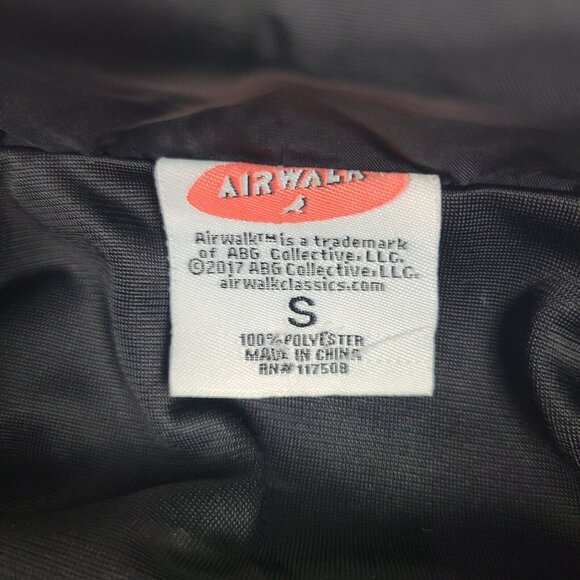 AIRWALK
Airwalk™ is a trademark
of ABG Collective, LLC.
©2017 ABG Collective, LLC.
airwalkclassics.com
S
100% POLYESTER
MADE IN CHINA
RN# 117508